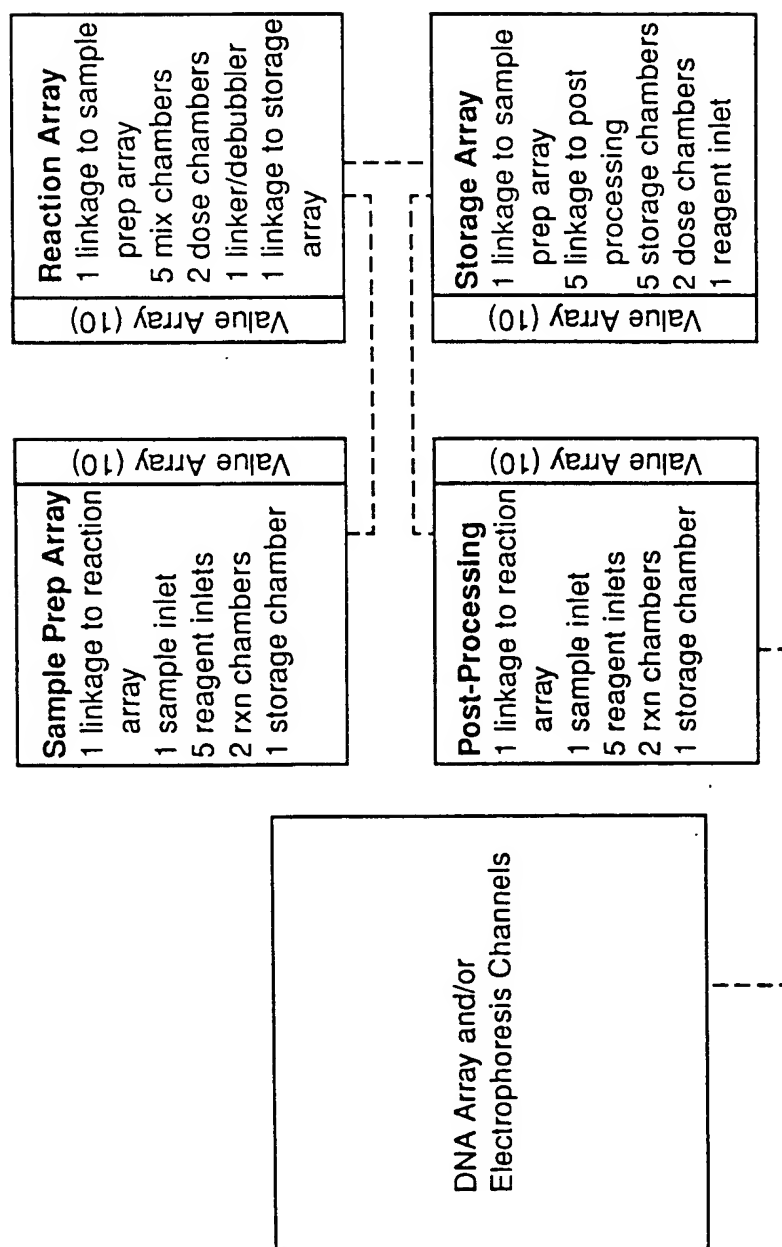 Sample Prep Array
1 linkage to reaction
array
1 sample inlet
5 reagent inlets
2 rxn chambers
1 storage chamber
Value Array (10)
Value Array (10)
Reaction Array
1 linkage to sample
prep array
5 mix chambers
2 dose chambers
1 linker/debubbler
1 linkage to storage
array
DNA Array and/or
Electrophoresis Channels
Post-Processing
1 linkage to reaction
array
1 sample inlet
5 reagent inlets
2 rxn chambers
1 storage chamber
Value Array (10)
Value Array (10)
Storage Array
1 linkage to sample
prep array
5 linkage to post
processing
5 storage chambers
2 dose chambers
1 reagent inlet